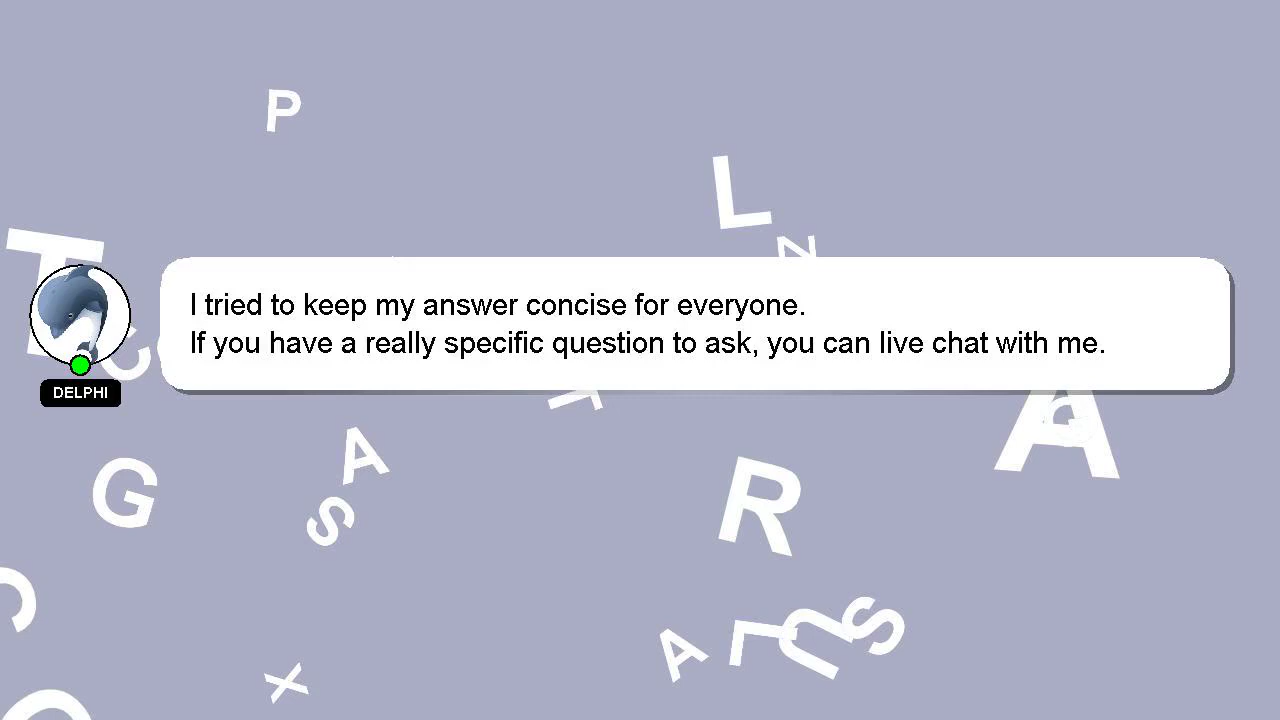 P
L
Z
T
I tried to keep my answer concise for everyone.
If you have a really specific question to ask, you can live chat with me.
DELPHI
A
G
A
S
R
C
A
L
U
S
X